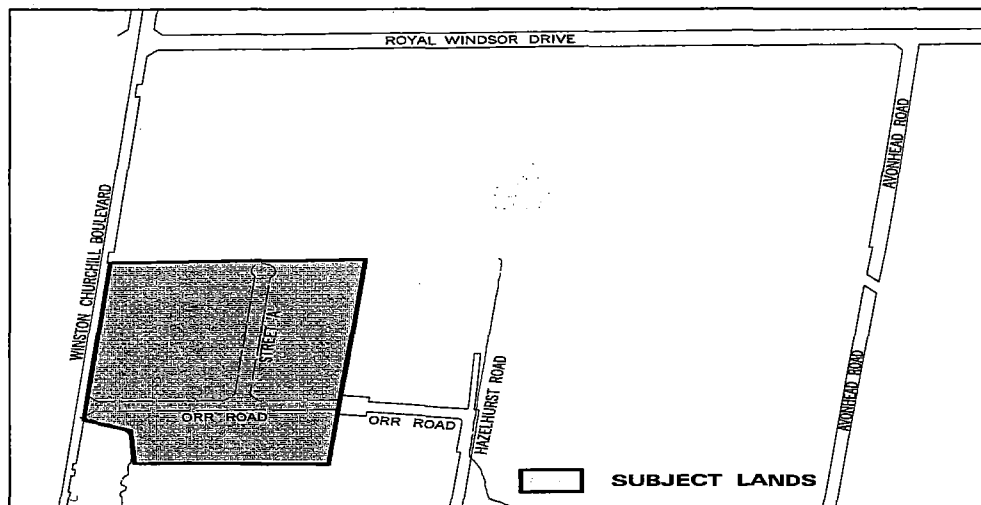 ROYAL WINDSOR DRIVE
AVONHEAD ROAD
WINSTON CHURCHILL BOULEVARD
STREET 'A'
AVONHEAD ROAD
HAZELHURST ROAD
ORR ROAD
ORR ROAD
SUBJECT LANDS